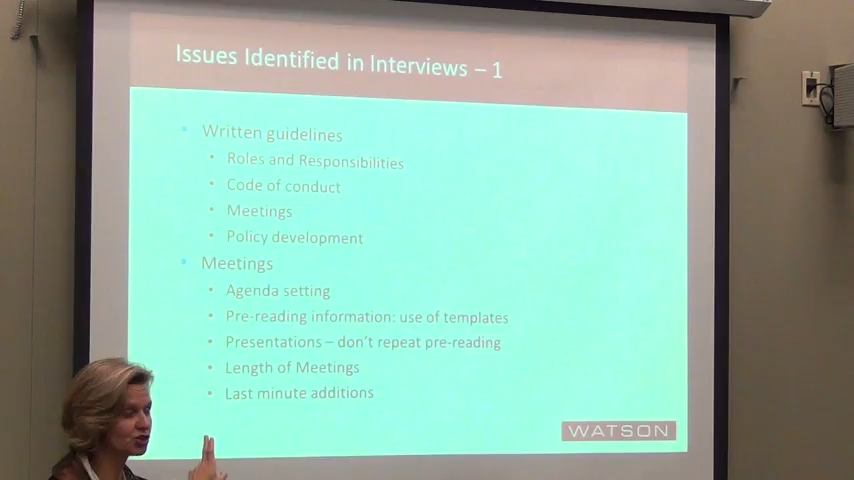 Issues Identified in Interviews – 1
• Written guidelines
• Roles and Responsibilities
• Code of conduct
• Meetings
• Policy development
• Meetings
• Agenda setting
• Pre-reading information: use of templates
• Presentations – don't repeat pre-reading
• Length of Meetings
• Last minute additions
WATSON